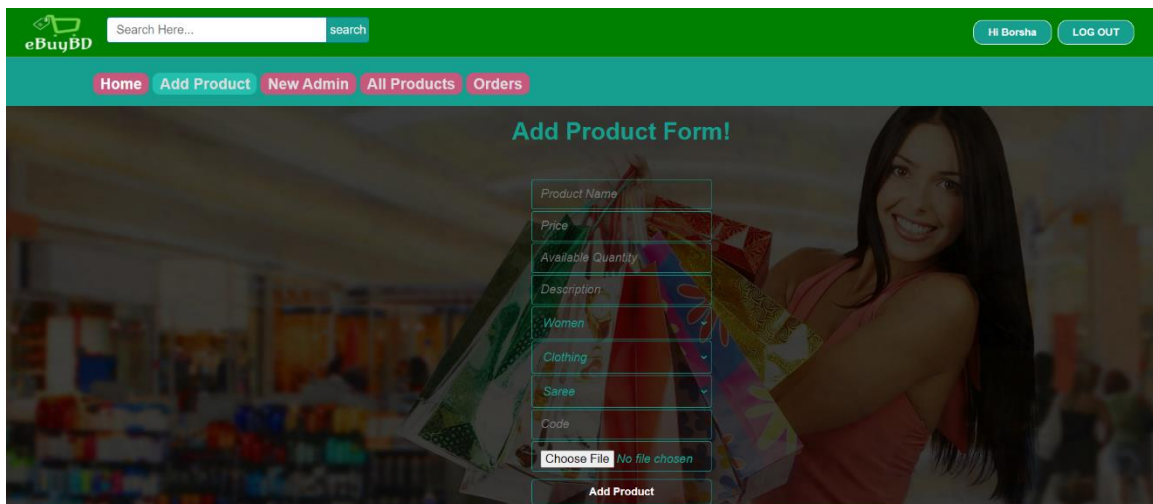 eBuyBD
Search Here...
search
Hi Borsha
LOG OUT
Home
Add Product
New Admin
All Products
Orders
Add Product Form!
Product Name
Price
Available Quantity
Description
Women
Clothing
Saree
Code
Choose File No file chosen
Add Product